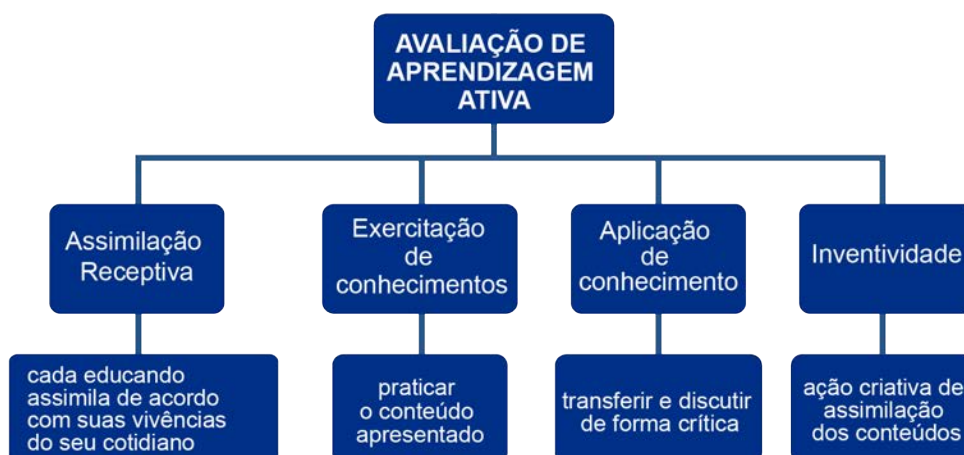 AVALIAÇÃO DE
APRENDIZAGEM
ATIVA
Assimilação
Receptiva
Exercitação
de
conhecimentos
Aplicação
de
conhecimento
Inventividade
cada educando
assimila de acordo
com suas vivências
do seu cotidiano
praticar
o conteúdo
apresentado
transferir e discutir
de forma crítica
ação criativa de
assimilação
dos conteúdos